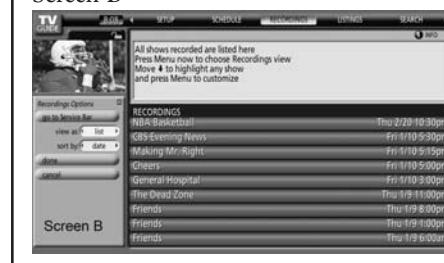 Screen B
TV GUIDE 8:08 SETUP SCHEDULE RECORDINGS LISTINGS SEARCH
INFO
All shows recorded are listed here
Press Menu now to choose Recordings view
Move ⬇ to highlight any show
and press Menu to customize
Recordings Options
go to Service Bar
view as list
sort by date
done
cancel
Screen B
RECORDINGS
NBA Basketball Thu 2/20 10:30pm
CBS Evening News Fri 1/10 5:30pm
Making Mr. Right Fri 1/10 5:15pm
Cheers Fri 1/10 5:00pm
General Hospital Fri 1/10 3:00pm
The Dead Zone Thu 1/9 11:00pm
Friends Thu 1/9 8:00pm
Friends Thu 1/9 1:00pm
Friends Thu 1/9 6:00am